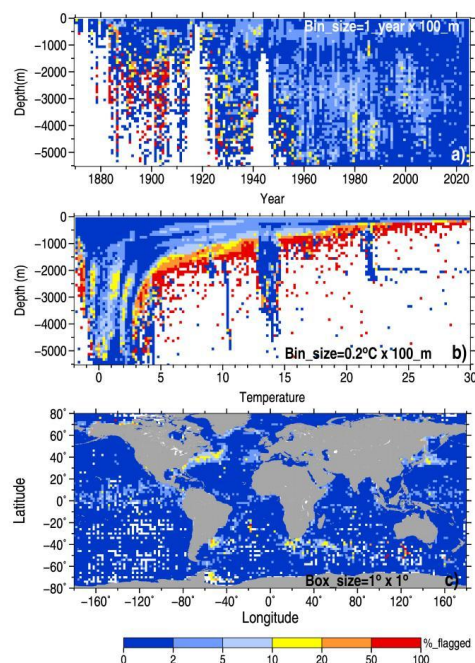 0
Bin_size=1_year x 100_m
-1000
-2000
-3000
-4000
-5000
Depth(m)
a)
1880 1900 1920 1940 1960 1980 2000 2020
Year
0
-1000
-2000
-3000
-4000
-5000
Depth (m)
b)
Bin_size=0.2°C x 100_m
0 5 10 15 20 25 30
Temperature
80°
60°
40°
20°
0°
-20°
-40°
-60°
-80°
Latitude
Box_size=1° x 1°
c)
-160° -120° -80° -40° 0° 40° 80° 120° 160°
Longitude
%_flagged
0 2 5 10 20 50 100